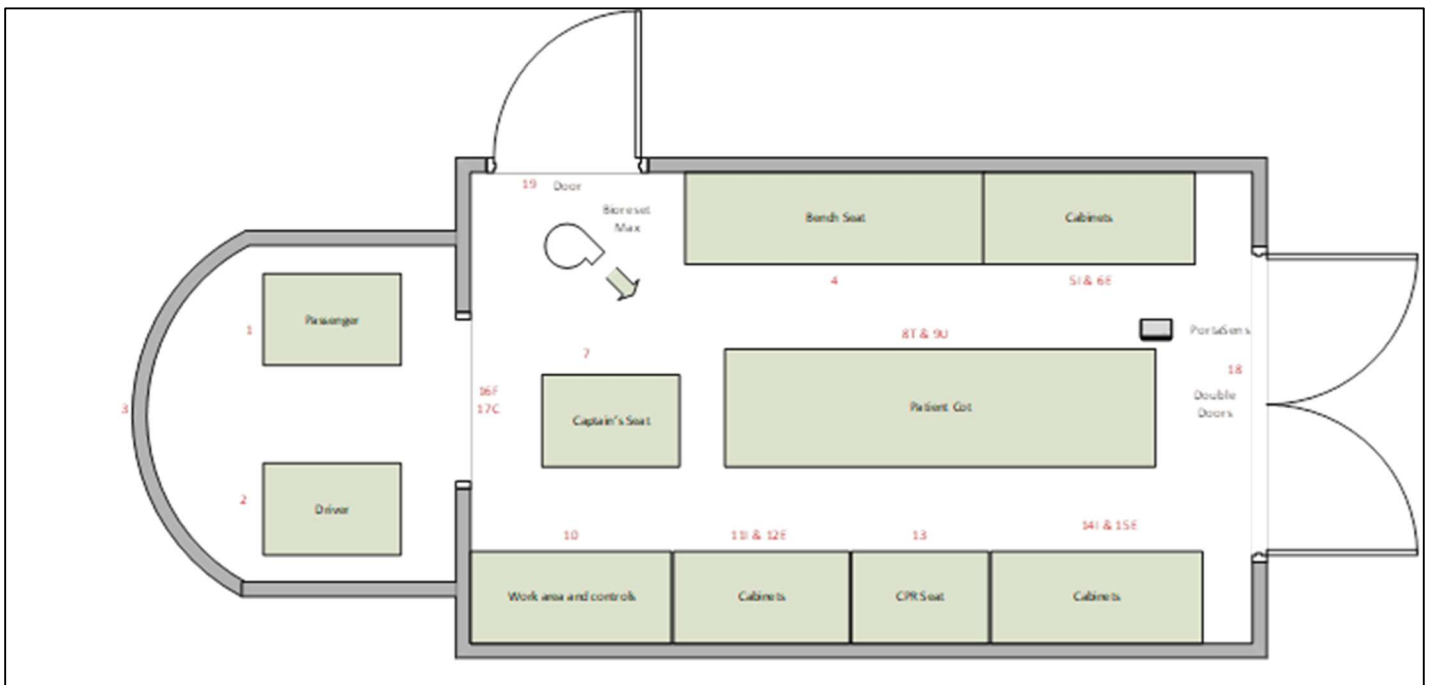 19 Door
Bioreset
Max
Bench Seat
Cabinets
4
5I & 6E
Passenger
1
8T & 9U
PortaSens
7
18
16F
17C
3
Captain's Seat
Patient Cot
Double
Doors
2
Driver
10
11I & 12E
13
14I & 15E
Work area and controls
Cabinets
CPR Seat
Cabinets